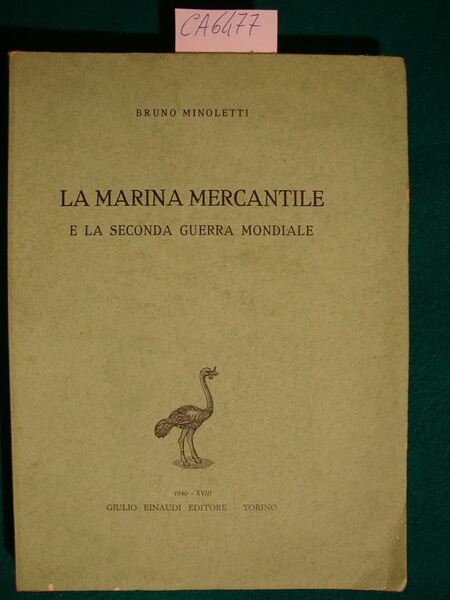 CA6477
BRUNO MINOLETTI
LA MARINA MERCANTILE
E LA SECONDA GUERRA MONDIALE
1940 - XVIII
GIULIO EINAUDI EDITORE - TORINO